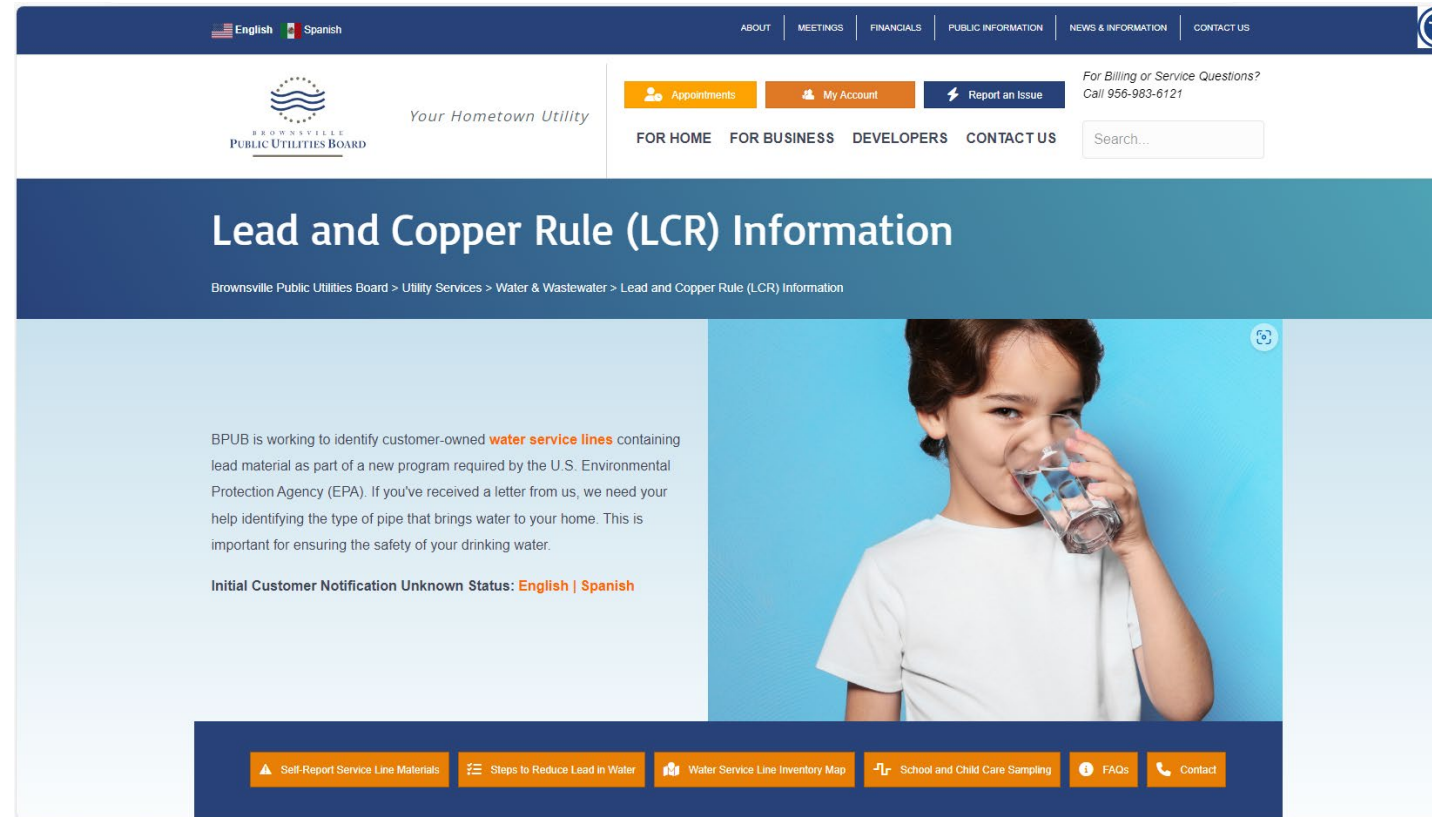 English Spanish
ABOUT MEETINGS FINANCIALS PUBLIC INFORMATION NEWS & INFORMATION CONTACT US
BROWNSVILLE
PUBLIC UTILITIES BOARD
Your Hometown Utility
Appointments My Account Report an Issue
For Billing or Service Questions?
Call 956-983-6121
FOR HOME FOR BUSINESS DEVELOPERS CONTACT US
Search...
Lead and Copper Rule (LCR) Information
Brownsville Public Utilities Board > Utility Services > Water & Wastewater > Lead and Copper Rule (LCR) Information
BPUB is working to identify customer-owned water service lines containing
lead material as part of a new program required by the U.S. Environmental
Protection Agency (EPA). If you've received a letter from us, we need your
help identifying the type of pipe that brings water to your home. This is
important for ensuring the safety of your drinking water.
Initial Customer Notification Unknown Status: English | Spanish
Self-Report Service Line Materials Steps to Reduce Lead in Water Water Service Line Inventory Map School and Child Care Sampling FAQs Contact